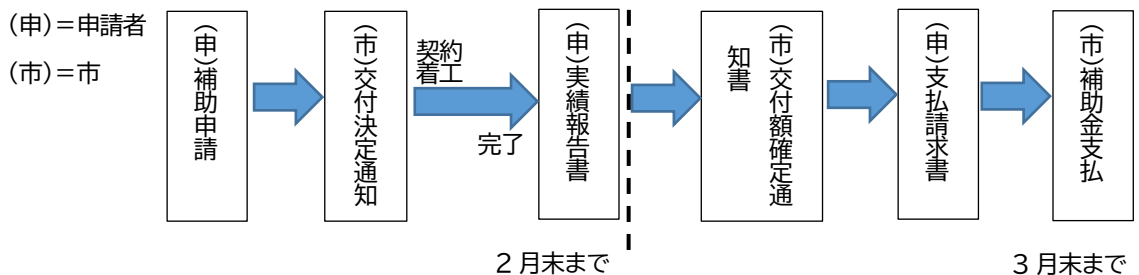 (申)＝申請者
(市)＝市
(申)補助申請
(市)交付決定通知
契約
着工
完了
(申)実績報告書
(市)交付額確定通
知書
(申)支払請求書
(市)補助金支払
2月末まで
3月末まで